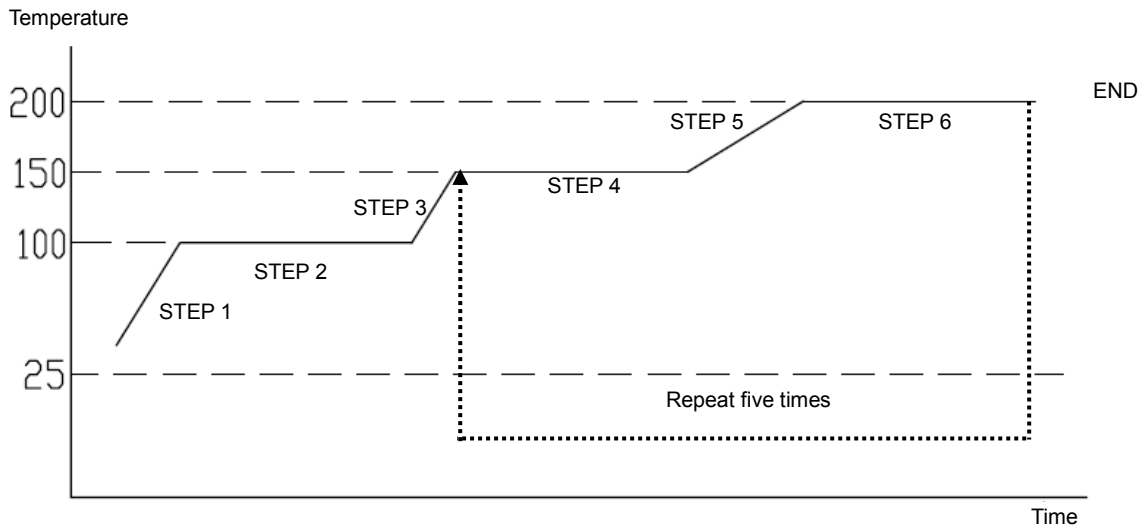 Temperature
200
END
STEP 5
STEP 6
150
STEP 4
STEP 3
100
STEP 2
STEP 1
25
Repeat five times
Time